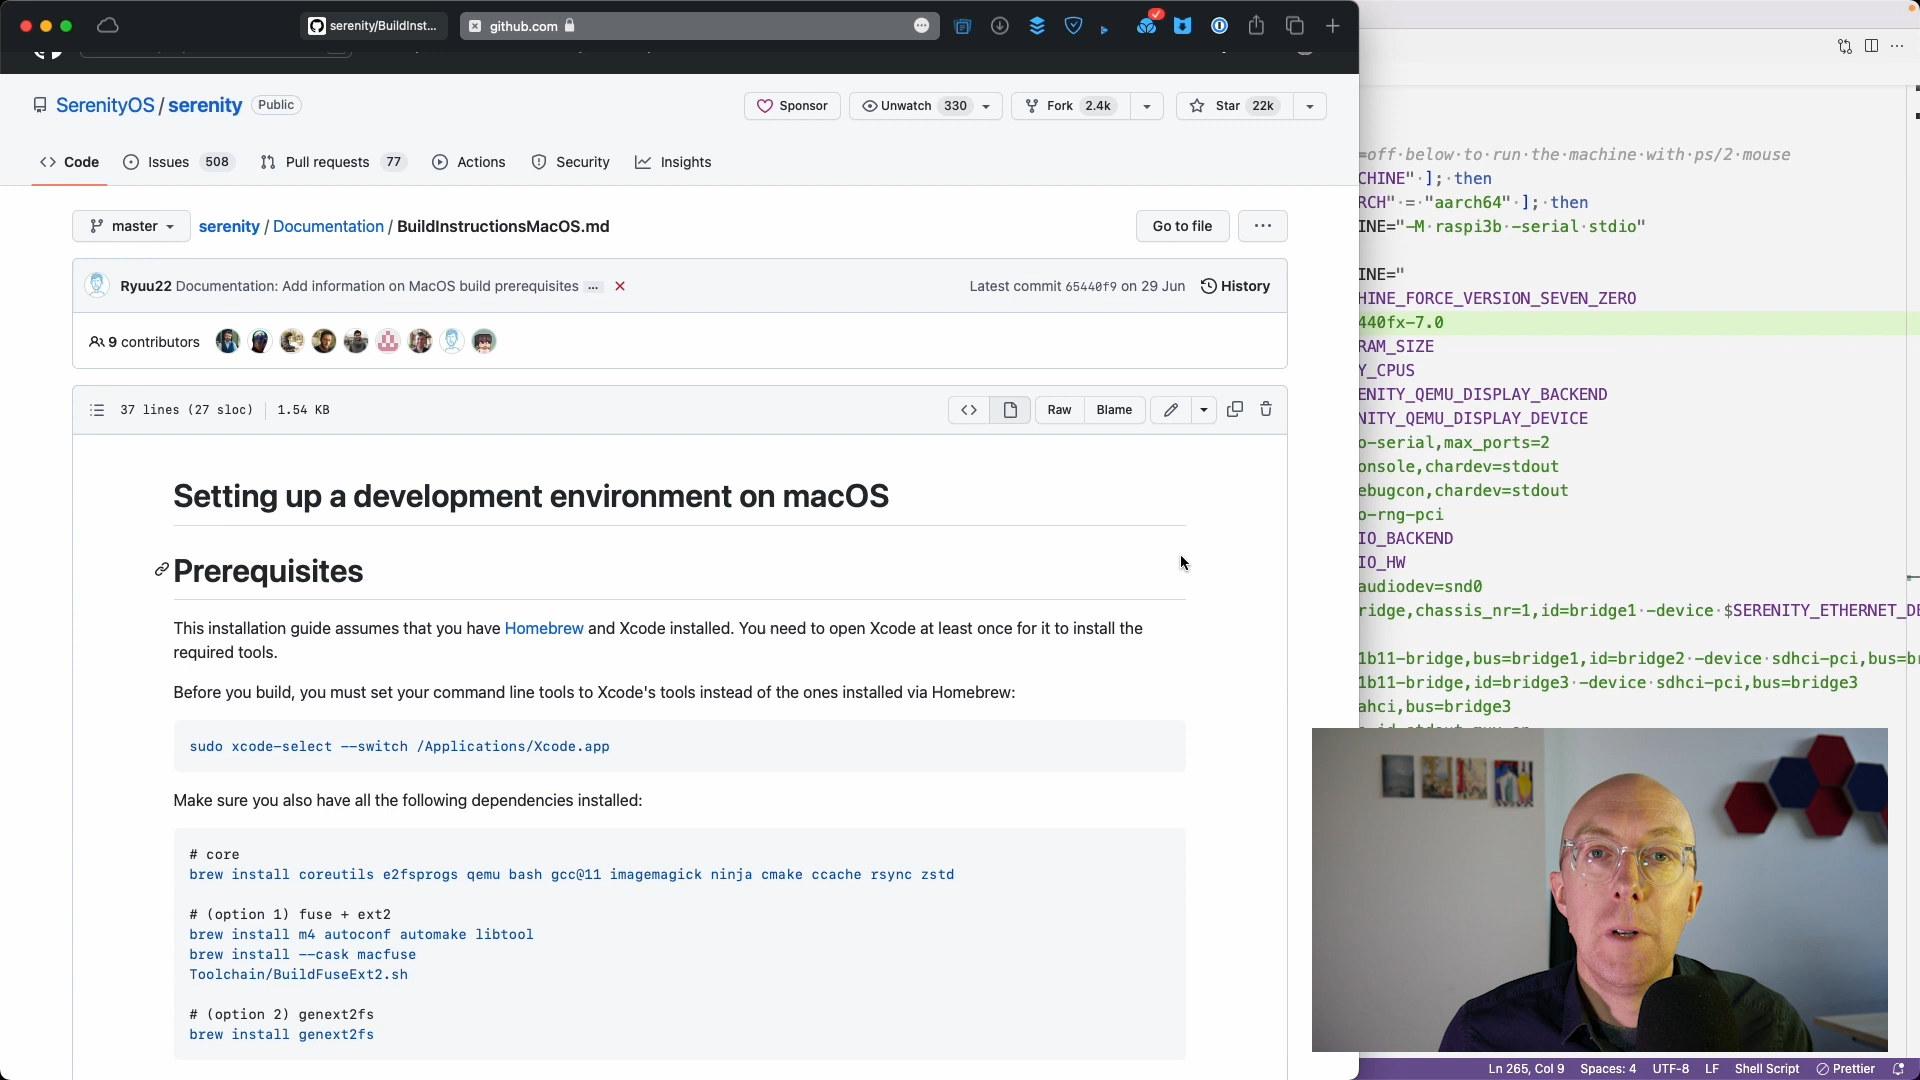 serenity/BuildInst...
github.com
SerenityOS / serenity Public
Sponsor
Unwatch 330
Fork 2.4k
Star 22k
Code
Issues 508
Pull requests 77
Actions
Security
Insights
master
serenity / Documentation / BuildInstructionsMacOS.md
Go to file
Ryuu22 Documentation: Add information on MacOS build prerequisites ...
Latest commit 65440f9 on 29 Jun
History
9 contributors
37 lines (27 sloc) 1.54 KB
Raw
Blame
Setting up a development environment on macOS
Prerequisites
This installation guide assumes that you have Homebrew and Xcode installed. You need to open Xcode at least once for it to install the
required tools.
Before you build, you must set your command line tools to Xcode's tools instead of the ones installed via Homebrew:
sudo xcode-select --switch /Applications/Xcode.app
Make sure you also have all the following dependencies installed:
# core
brew install coreutils e2fsprogs qemu bash gcc@11 imagemagick ninja cmake ccache rsync zstd
# (option 1) fuse + ext2
brew install m4 autoconf automake libtool
brew install --cask macfuse
Toolchain/BuildFuseExt2.sh
# (option 2) genext2fs
brew install genext2fs
=off·below·to·run·the·machine·with·ps/2·mouse
CHINE"·];·then
RCH"·=·"aarch64"·];·then
INE="-M·raspi3b·-serial·stdio"
INE="
HINE_FORCE_VERSION_SEVEN_ZERO
440fx-7.0
RAM_SIZE
Y_CPUS
ENITY_QEMU_DISPLAY_BACKEND
NITY_QEMU_DISPLAY_DEVICE
o-serial,max_ports=2
onsole,chardev=stdout
ebugcon,chardev=stdout
o-rng-pci
IO_BACKEND
IO_HW
audiodev=snd0
ridge,chassis_nr=1,id=bridge1·-device·$SERENITY_ETHERNET_DE
1b11-bridge,bus=bridge1,id=bridge2·-device·sdhci-pci,bus=br
1b11-bridge,id=bridge3·-device·sdhci-pci,bus=bridge3
ahci,bus=bridge3
Ln 265, Col 9
Spaces: 4
UTF-8
LF
Shell Script
Prettier